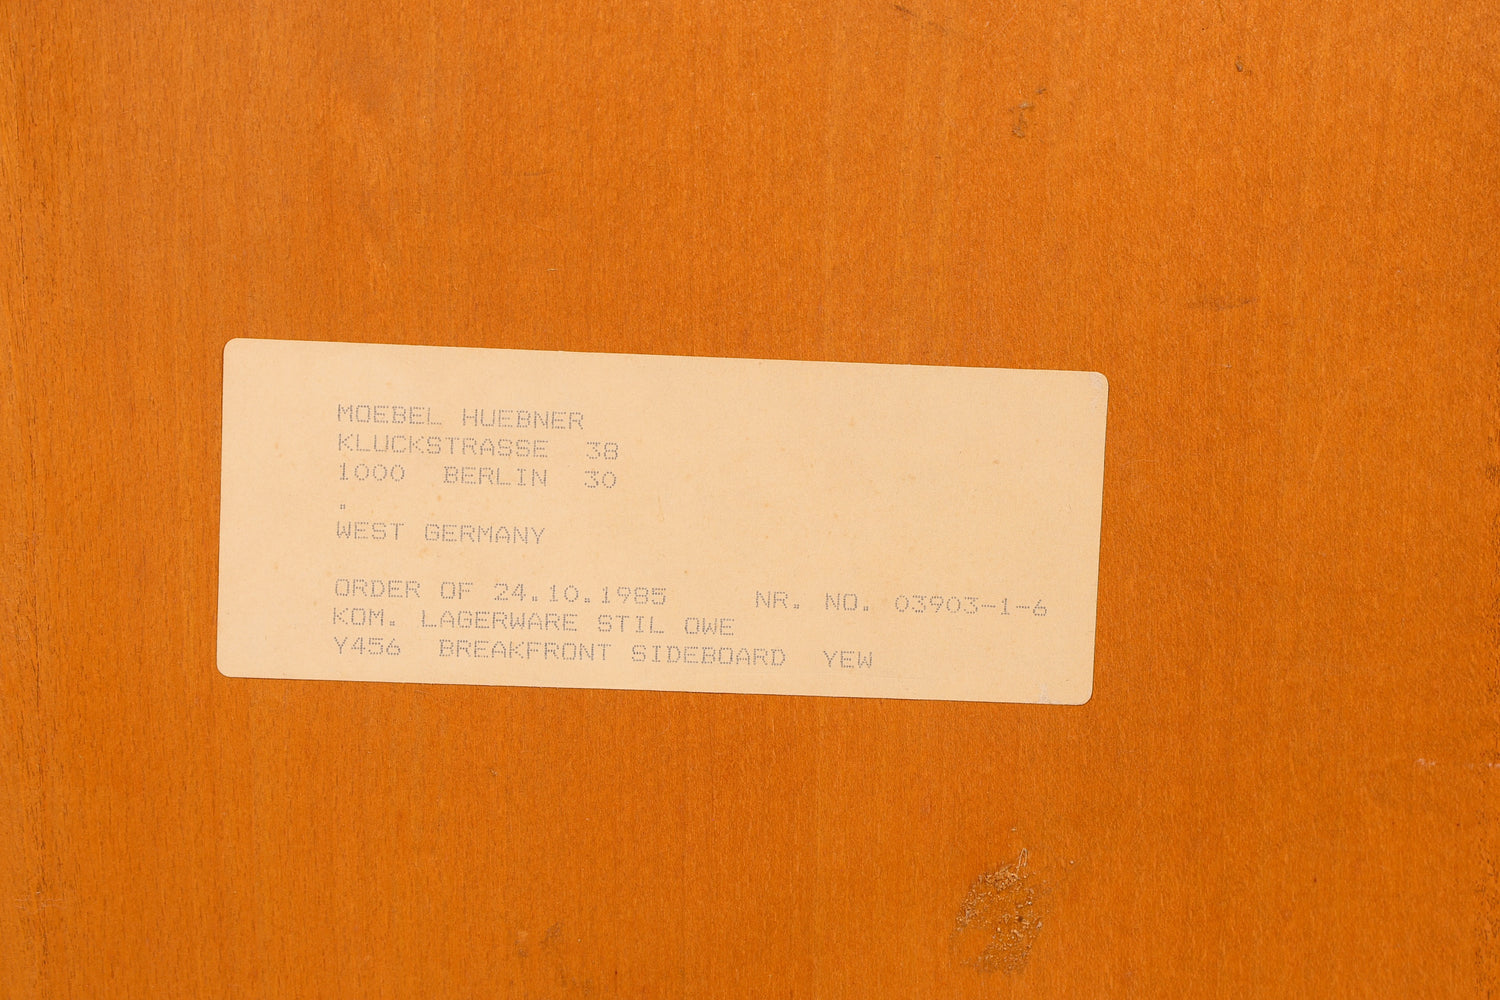 MOEBEL HUEBNER
KLUCKSTRASSE 38
1000 BERLIN 30
.
WEST GERMANY
ORDER OF 24.10.1985 NR. NO. 03903-1-6
KOM. LAGERWARE STIL OWE
Y456 BREAKFRONT SIDEBOARD YEW